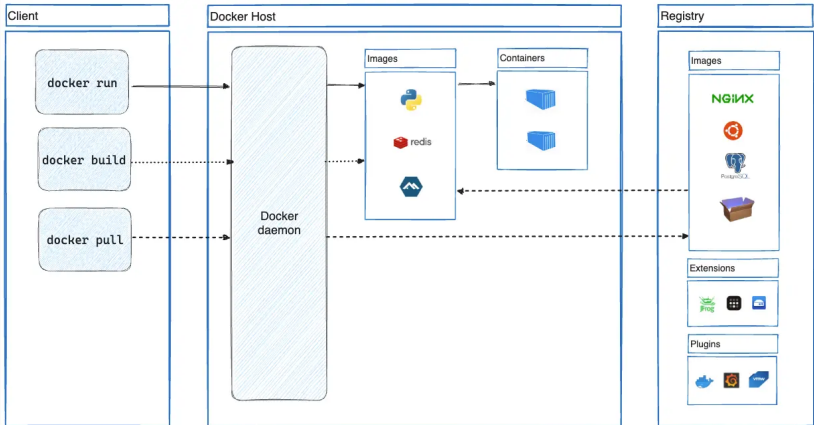 Client
docker run
docker build
docker pull
Docker Host
Docker
daemon
Images
redis
Containers
Registry
Images
NGINX
PostgreSQL
Extensions
JFrog
Plugins